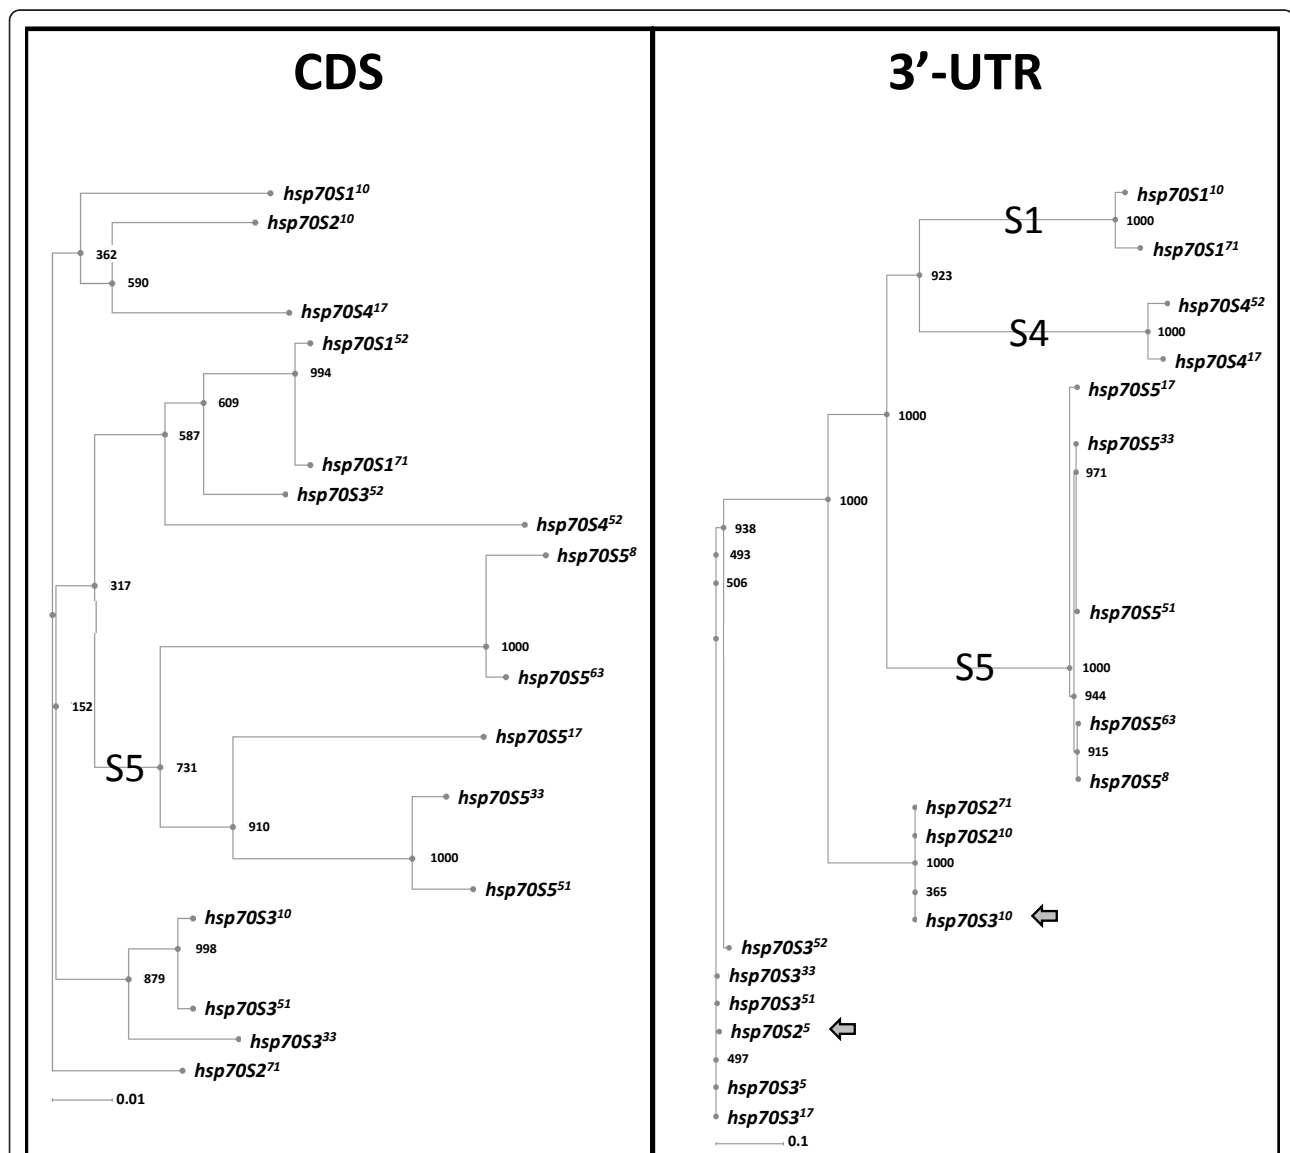 CDS
hsp70S1¹⁰
hsp70S2¹⁰
362
590
hsp70S4¹⁷
hsp70S1⁵²
994
609
587
hsp70S1⁷¹
hsp70S3⁵²
hsp70S4⁵²
hsp70S5⁸
317
1000
hsp70S5⁶³
152
hsp70S5¹⁷
S5
731
hsp70S5³³
910
1000
hsp70S5⁵¹
hsp70S3¹⁰
998
879
hsp70S3⁵¹
hsp70S3³³
hsp70S2⁷¹
0.01
3’-UTR
hsp70S1¹⁰
S1
1000
hsp70S1⁷¹
923
hsp70S4⁵²
S4
1000
hsp70S4¹⁷
hsp70S5¹⁷
1000
hsp70S5³³
971
1000
938
493
506
hsp70S5⁵¹
S5
1000
944
hsp70S5⁶³
915
hsp70S5⁸
hsp70S2⁷¹
hsp70S2¹⁰
1000
365
hsp70S3¹⁰
hsp70S3⁵²
hsp70S3³³
hsp70S3⁵¹
hsp70S2⁵
497
hsp70S3⁵
hsp70S3¹⁷
0.1